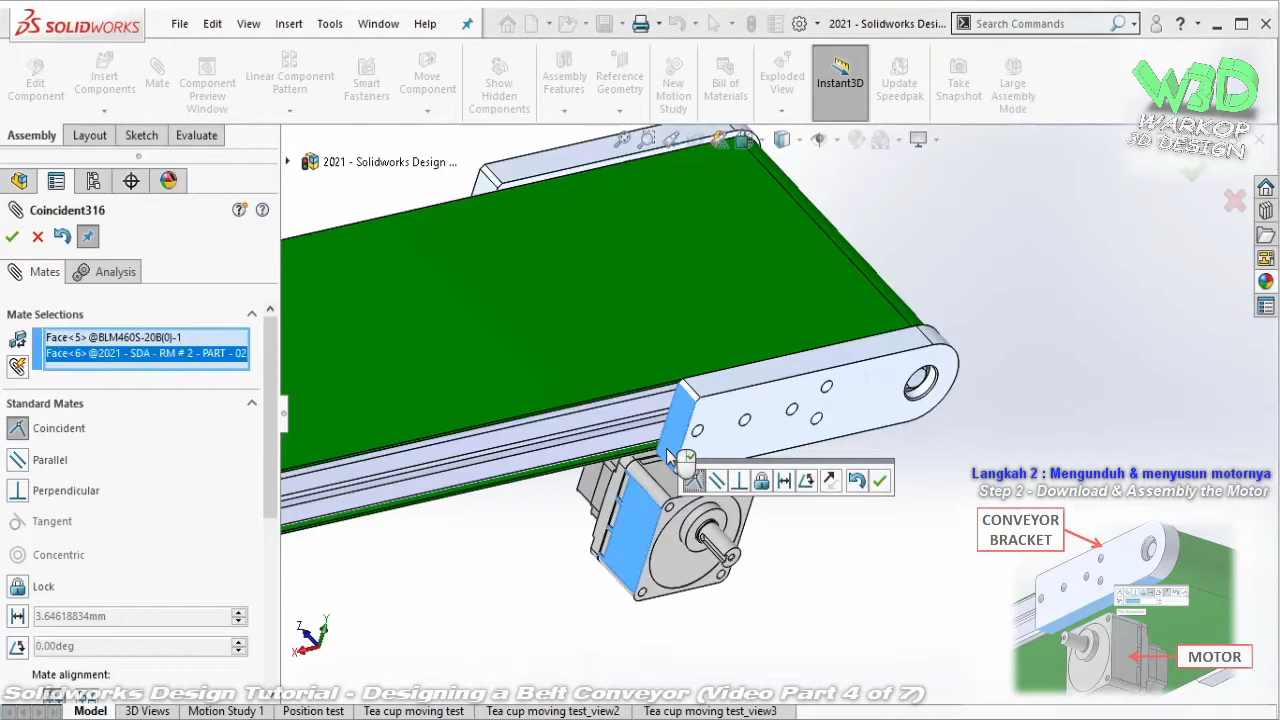 SOLIDWORKS
File
Edit
View
Insert
Tools
Window
Help
2021 - Solidworks Desi...
Search Commands
?
Edit
Component
Insert
Components
Mate
Component
Preview
Window
Linear Component
Pattern
Smart
Fasteners
Move
Component
Show
Hidden
Components
Assembly
Features
Reference
Geometry
New
Motion
Study
Bill of
Materials
Exploded
View
Instant3D
Update
Speedpak
Take
Snapshot
Large
Assembly
Mode
W3D
WARKOP
3D DESIGN
Assembly
Layout
Sketch
Evaluate
2021 - Solidworks Design ...
Coincident316
Mates
Analysis
Mate Selections
Face<5> @BLM460S-20B(0)-1
Face<6> @2021 - SDA - RM # 2 - PART - 02
Standard Mates
Coincident
Parallel
Perpendicular
Tangent
Concentric
Lock
3.64618834mm
0.00deg
Mate alignment:
Y
Z
X
Langkah 2 : Mengunduh & menyusun motornya
Step 2 - Download & Assembly the Motor
CONVEYOR
BRACKET
MOTOR
Solidworks Design Tutorial - Designing a Belt Conveyor (Video Part 4 of 7)
Model
3D Views
Motion Study 1
Position test
Tea cup moving test
Tea cup moving test_view2
Tea cup moving test_view3